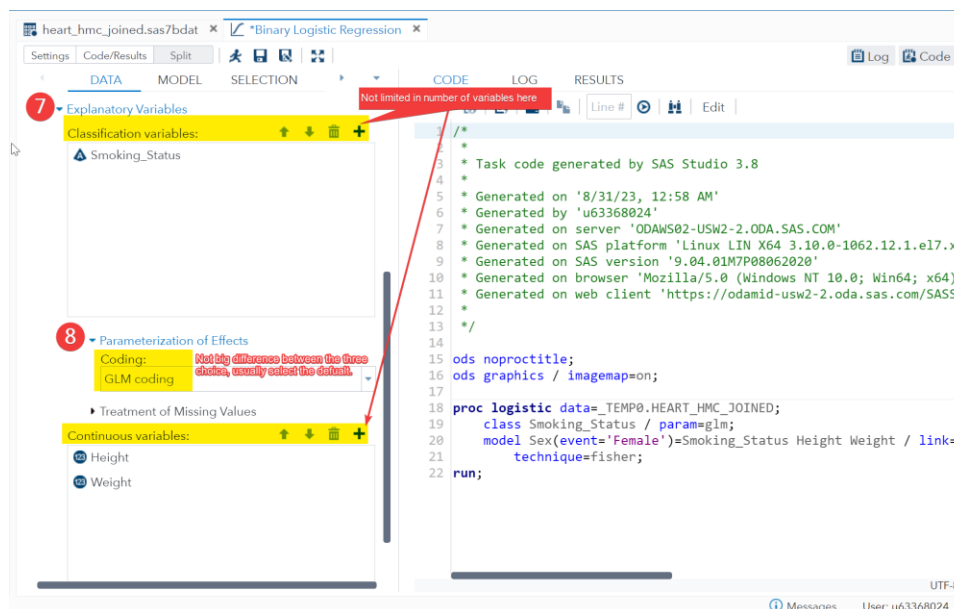 heart_hmc_joined.sas7bdat × *Binary Logistic Regression ×
Settings Code/Results Split Log Code
DATA MODEL SELECTION CODE LOG RESULTS
Not limited in number of variables here
7 Explanatory Variables
Line # Edit
Classification variables:
Smoking_Status
8 Parameterization of Effects
Coding:
Not big difference between the three
choice, usually select the defualt.
GLM coding
Treatment of Missing Values
Continuous variables:
Height
Weight
1 /*
2 *
3 * Task code generated by SAS Studio 3.8
4 *
5 * Generated on '8/31/23, 12:58 AM'
6 * Generated by 'u63368024'
7 * Generated on server 'ODAWS02-USW2-2.ODA.SAS.COM'
8 * Generated on SAS platform 'Linux LIN X64 3.10.0-1062.12.1.el7.x
9 * Generated on SAS version '9.04.01M7P08062020'
10 * Generated on browser 'Mozilla/5.0 (Windows NT 10.0; Win64; x64)
11 * Generated on web client 'https://odamid-usw2-2.oda.sas.com/SASS
12 *
13 */
14
15 ods noproctitle;
16 ods graphics / imagemap=on;
17
18 proc logistic data=_TEMP0.HEART_HMC_JOINED;
19 class Smoking_Status / param=glm;
20 model Sex(event='Female')=Smoking_Status Height Weight / link=
21 technique=fisher;
22 run;
UTF-8
Messages User: u63368024